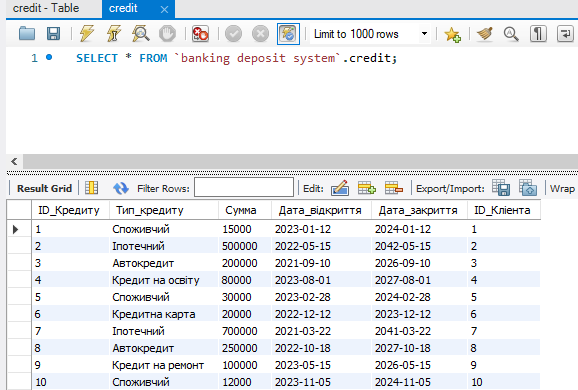 credit - Table credit
Limit to 1000 rows
1 SELECT * FROM `banking deposit system`.credit;
Result Grid Filter Rows: Edit: Export/Import: Wrap
ID_Кредиту Тип_кредиту Сумма Дата_відкриття Дата_закриття ID_Клієнта
1 Споживчий 15000 2023-01-12 2024-01-12 1
2 Іпотечний 500000 2022-05-15 2042-05-15 2
3 Автокредит 200000 2021-09-10 2026-09-10 3
4 Кредит на освіту 80000 2023-08-01 2027-08-01 4
5 Споживчий 30000 2023-02-28 2024-02-28 5
6 Кредитна карта 20000 2022-12-12 2023-12-12 6
7 Іпотечний 700000 2021-03-22 2041-03-22 7
8 Автокредит 250000 2022-10-18 2027-10-18 8
9 Кредит на ремонт 100000 2023-05-15 2026-05-15 9
10 Споживчий 12000 2023-11-05 2024-11-05 10